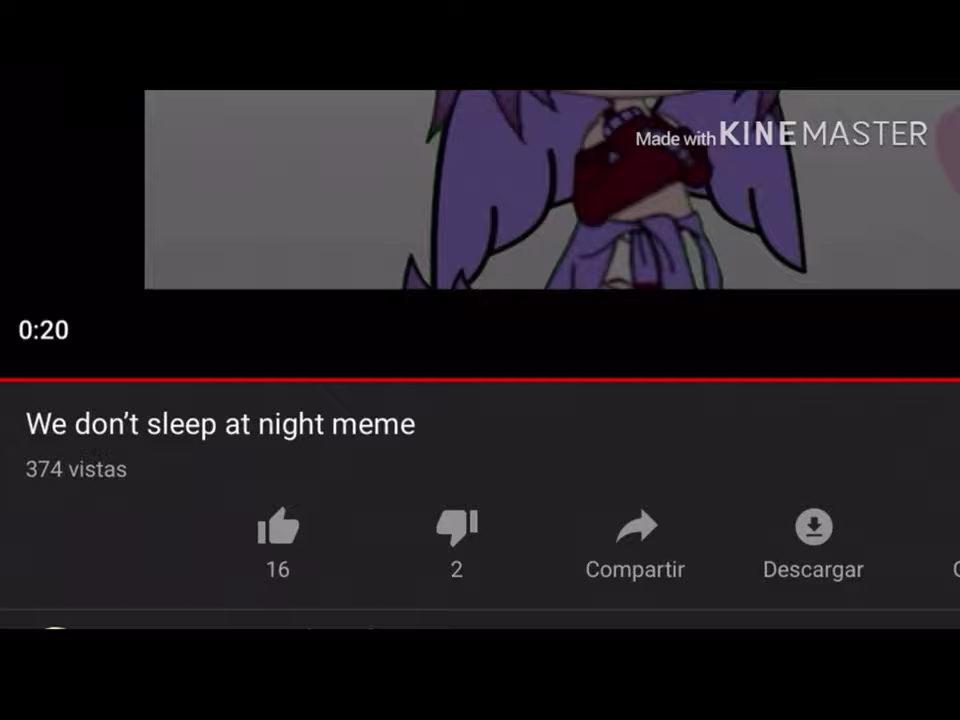 Made with KINEMASTER
0:20
We don’t sleep at night meme
374 vistas
16
2
Compartir
Descargar